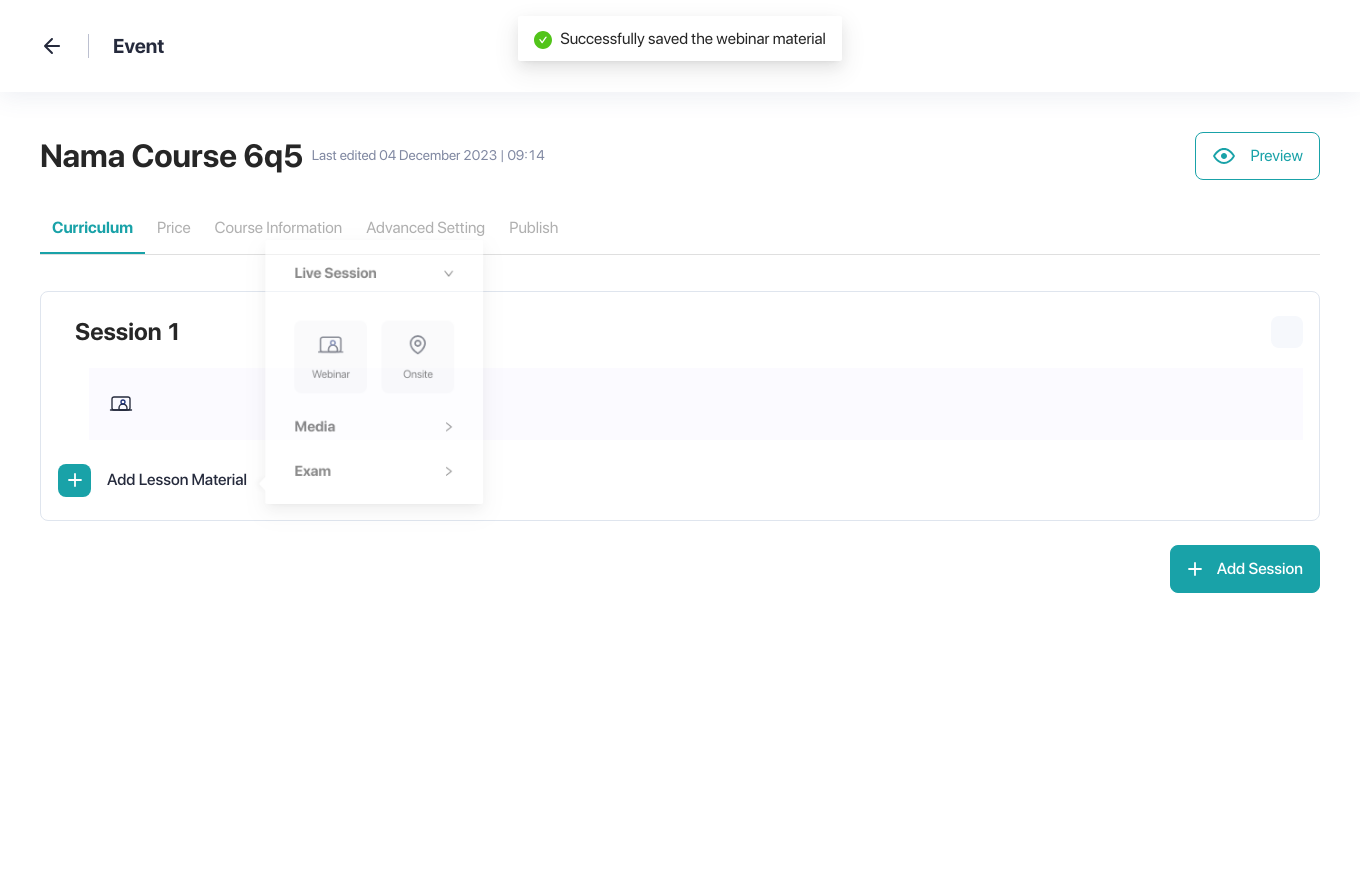 Event
Successfully saved the webinar material
Nama Course 6q5 Last edited 04 December 2023 | 09:14
Preview
Curriculum Price Course Information Advanced Setting Publish
Live Session
Session 1
Webinar Onsite
Media
Exam
Add Lesson Material
Add Session